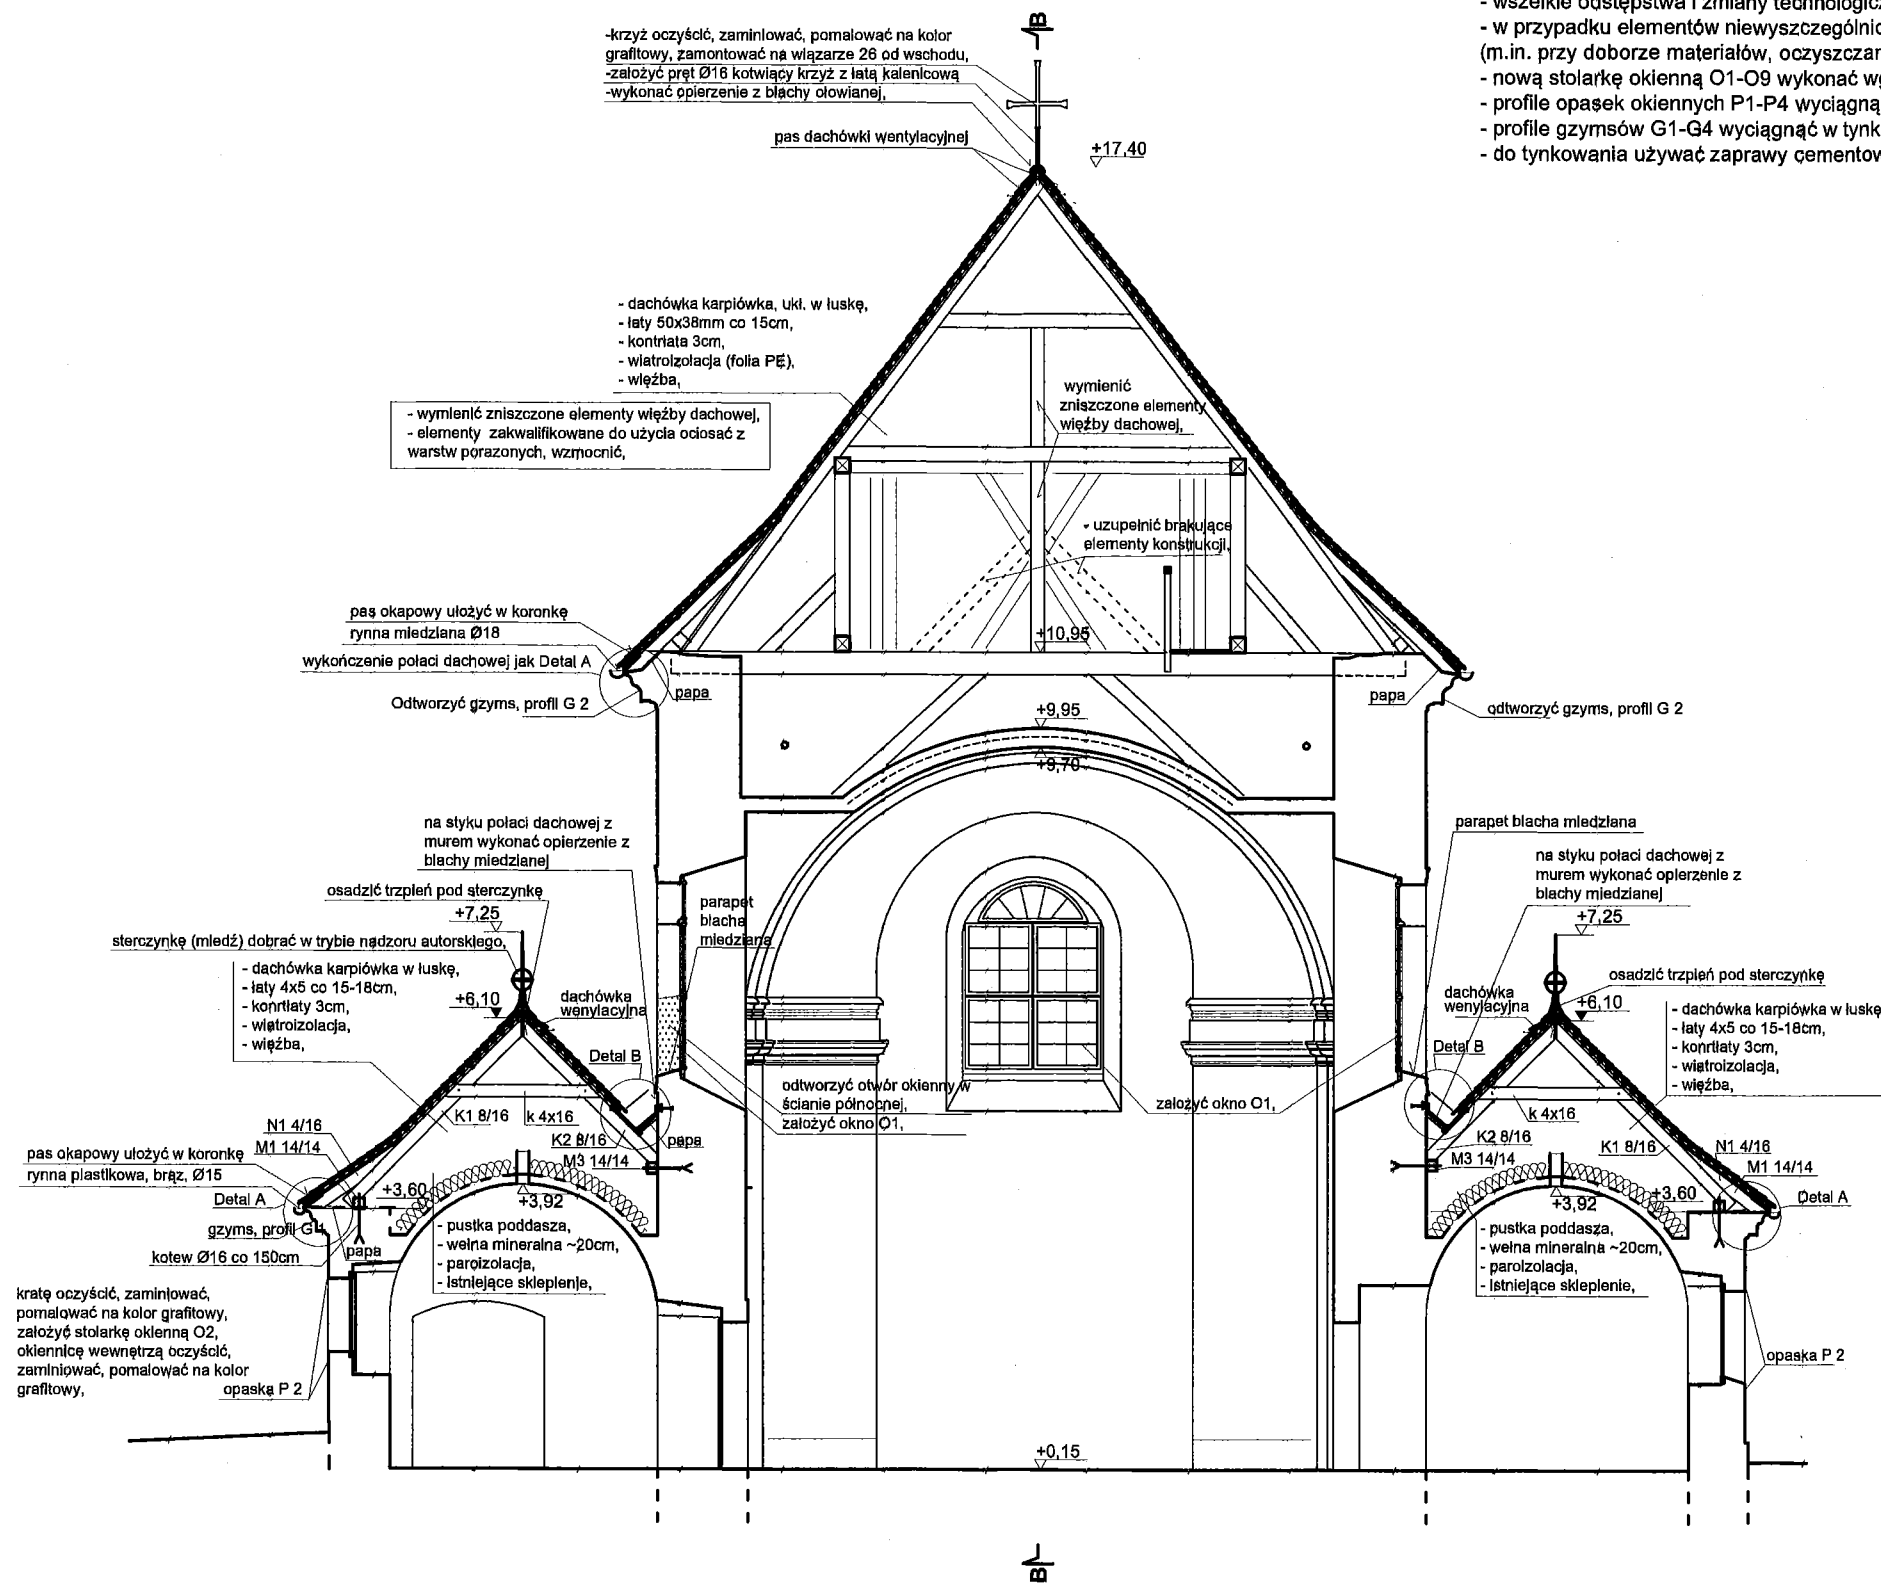 - wszelkie odstępstwa i zmiany technologicz
- w przypadku elementów niewyszczególnio
(m.in. przy doborze materiałów, oczyszczan
- nową stolarkę okienną O1-O9 wykonać wg
- profile opasek okiennych P1-P4 wyciągną
- profile gzymsów G1-G4 wyciągnąć w tynk
- do tynkowania używać zaprawy cementow
B
-krzyż oczyścić, zaminiować, pomalować na kolor
grafitowy, zamontować na wiązarze 26 od wschodu,
-założyć pręt Ø16 kotwiący krzyż z łatą kalenicową
-wykonać opierzenie z blachy ołowianej,
pas dachówki wentylacyjnej
+17,40
- dachówka karpiówka, ukł. w łuskę,
- łaty 50x38mm co 15cm,
- kontrłata 3cm,
- wiatroizolacja (folia PE),
- więźba,
- wymienić zniszczone elementy więźby dachowej,
- elementy zakwalifikowane do użycia ociosać z
warstw porażonych, wzmocnić,
wymienić
zniszczone elementy
więźby dachowej,
- uzupełnić brakujące
elementy konstrukcji,
pas okapowy ułożyć w koronkę
rynna miedziana Ø18
wykończenie połaci dachowej jak Detal A
Odtworzyć gzyms, profil G 2
papa
+10,95
papa
odtworzyć gzyms, profil G 2
+9,95
+9,70
na styku połaci dachowej z
murem wykonać opierzenie z
blachy miedzianej
osadzić trzpień pod sterczynkę
+7,25
sterczynkę (miedź) dobrać w trybie nadzoru autorskiego,
- dachówka karpiówka w łuskę,
- łaty 4x5 co 15-18cm,
- konrłaty 3cm,
- wiatroizolacja,
- więźba,
+6,10
dachówka
wenylacyjna
Detal B
parapet
blacha
miedziana
odtworzyć otwór okienny w
ścianie północnej,
założyć okno O1,
założyć okno O1,
parapet blacha miedziana
na styku połaci dachowej z
murem wykonać opierzenie z
blachy miedzianej
+7,25
osadzić trzpień pod sterczynkę
dachówka
wenylacyjna
+6,10
- dachówka karpiówka w łuskę
- łaty 4x5 co 15-18cm,
- konrłaty 3cm,
- wiatroizolacja,
- więźba,
Detal B
K1 8/16
k 4x16
K2 8/16
M3 14/14
papa
N1 4/16
M1 14/14
pas okapowy ułożyć w koronkę
rynna plastikowa, brąz, Ø15
Detal A
gzyms, profil G 1
kotew Ø16 co 150cm
papa
+3,60
+3,92
- pustka poddasza,
- wełna mineralna ~20cm,
- paroizolacja,
- istniejące sklepienie,
k 4x16
K2 8/16
M3 14/14
K1 8/16
N1 4/16
M1 14/14
+3,60
+3,92
Detal A
- pustka poddasza,
- wełna mineralna ~20cm,
- paroizolacja,
- istniejące sklepienie,
kratę oczyścić, zaminiować,
pomalować na kolor grafitowy,
założyć stolarkę okienną O2,
okiennicę wewnętrzą oczyścić,
zaminiować, pomalować na kolor
grafitowy,
opaska P 2
opaska P 2
+0,15
B